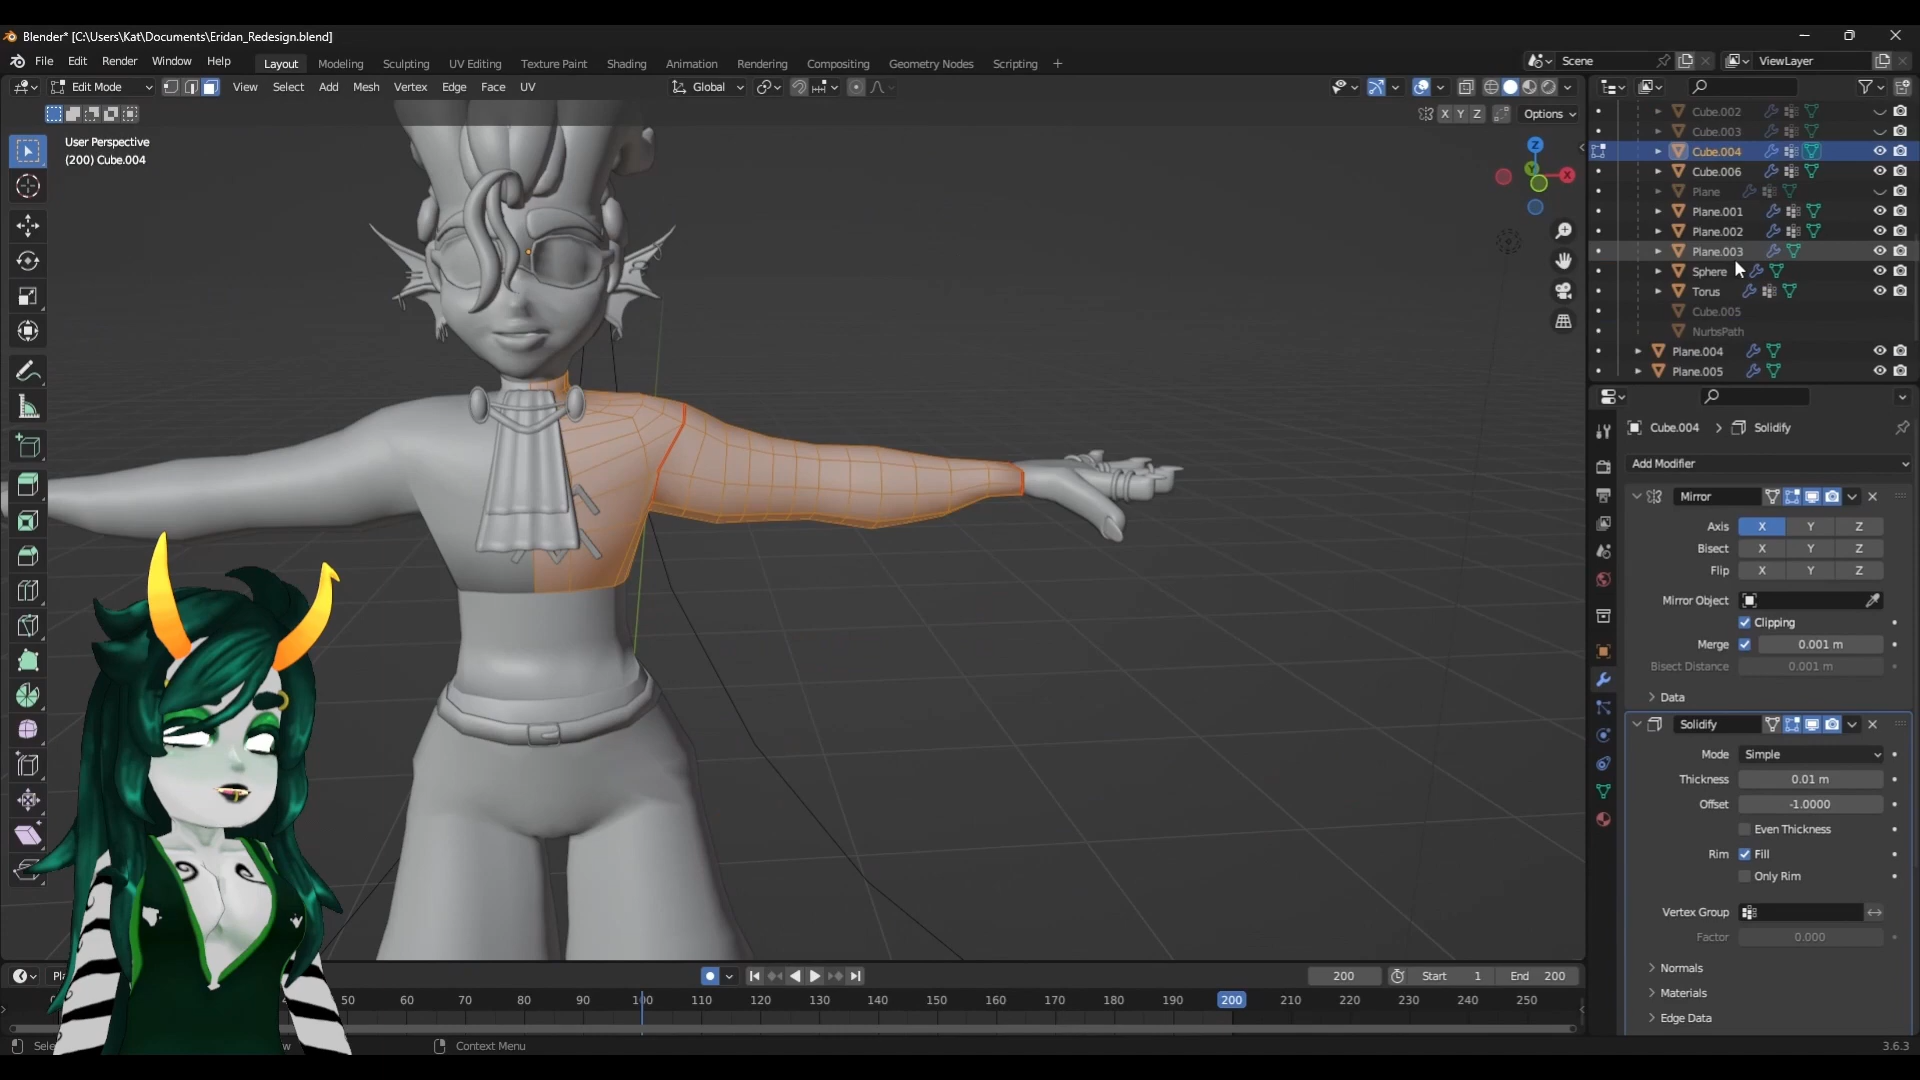 Blender* [C:\Users\Kat\Documents\Eridan_Redesign.blend]
File Edit Render Window Help Layout Modeling Sculpting UV Editing Texture Paint Shading Animation Rendering Compositing Geometry Nodes Scripting + Scene ViewLayer
Edit Mode View Select Add Mesh Vertex Edge Face UV Global
X Y Z Options
User Perspective
(200) Cube.004
Z
Y
X
Cube.002
Cube.003
Cube.004
Cube.006
Plane
Plane.001
Plane.002
Plane.003
Sphere
Torus
Cube.005
NurbsPath
Plane.004
Plane.005
Cube.004 > Solidify
Add Modifier
Mirror
Axis X Y Z
Bisect X Y Z
Flip X Y Z
Mirror Object
Clipping
Merge 0.001 m
Bisect Distance 0.001 m
Data
Solidify
Mode Simple
Thickness 0.01 m
Offset -1.0000
Even Thickness
Rim Fill
Only Rim
Vertex Group
Factor 0.000
Normals
Materials
Edge Data
200 Start 1 End 200
50 60 70 80 90 100 110 120 130 140 150 160 170 180 190 200 210 220 230 240 250
Context Menu
3.6.3